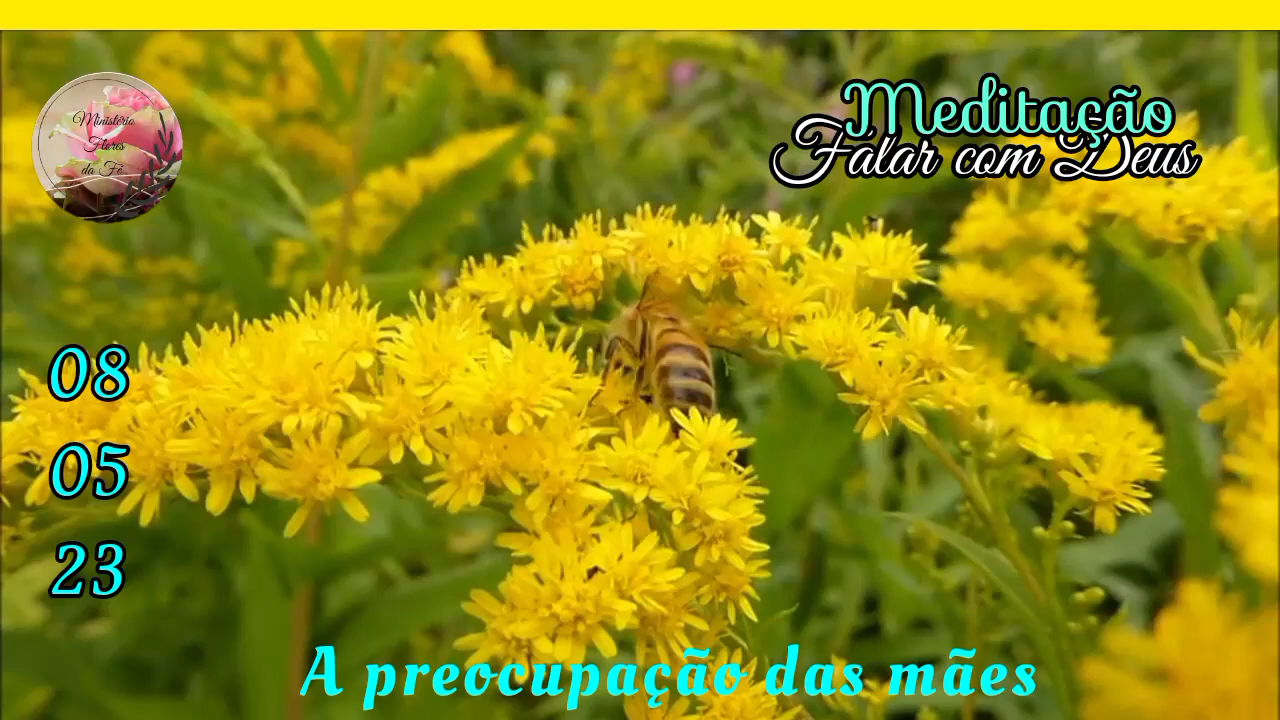 Ministério
Flores
da Fé
Meditação
Falar com Deus
08
05
23
A preocupação das mães